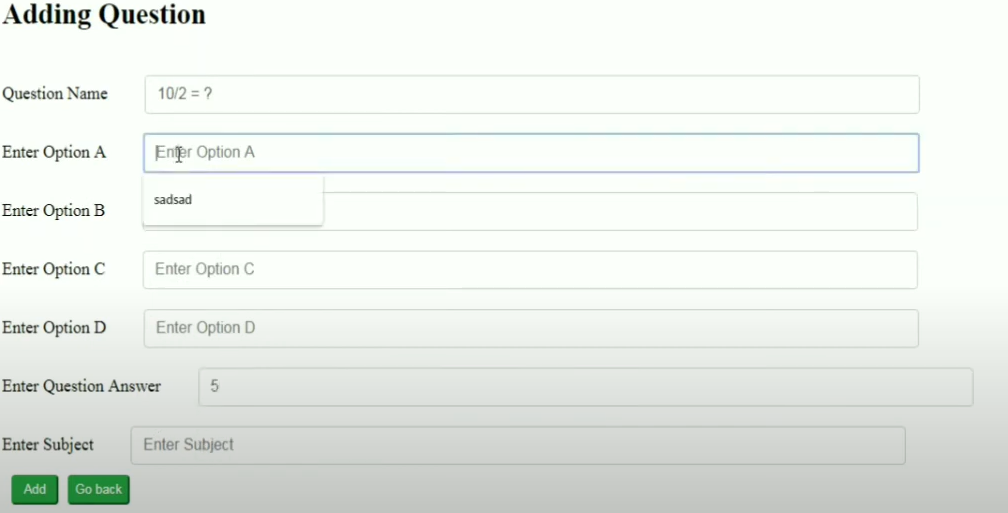 Adding Question
Question Name 10/2 = ?
Enter Option A Enter Option A
sadsad
Enter Option B
Enter Option C Enter Option C
Enter Option D Enter Option D
Enter Question Answer 5
Enter Subject Enter Subject
Add Go back